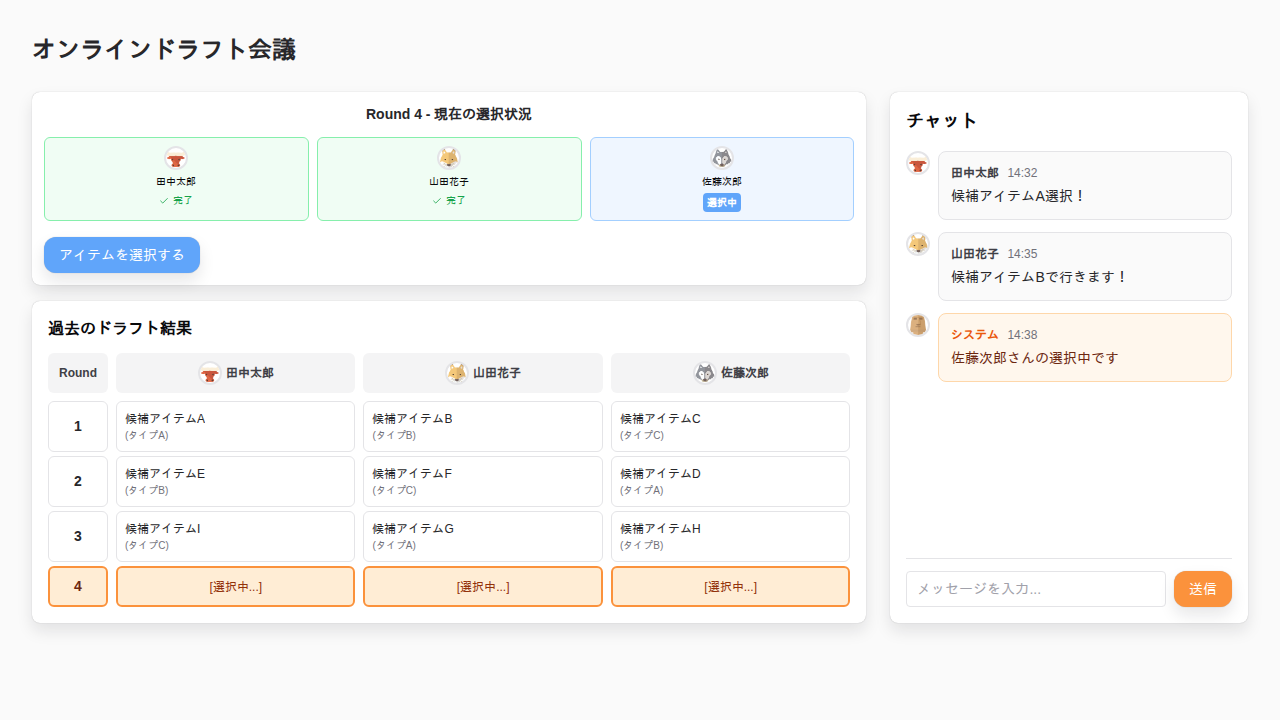 オンラインドラフト会議
Round 4 - 現在の選択状況
田中太郎
完了
山田花子
完了
佐藤次郎
選択中
アイテムを選択する
過去のドラフト結果
Round 田中太郎 山田花子 佐藤次郎
1 候補アイテムA 候補アイテムB 候補アイテムC
(タイプA) (タイプB) (タイプC)
2 候補アイテムE 候補アイテムF 候補アイテムD
(タイプB) (タイプC) (タイプA)
3 候補アイテムI 候補アイテムG 候補アイテムH
(タイプC) (タイプA) (タイプB)
4 [選択中...] [選択中...] [選択中...]
チャット
田中太郎 14:32
候補アイテムA選択！
山田花子 14:35
候補アイテムBで行きます！
システム 14:38
佐藤次郎さんの選択中です
メッセージを入力...
送信